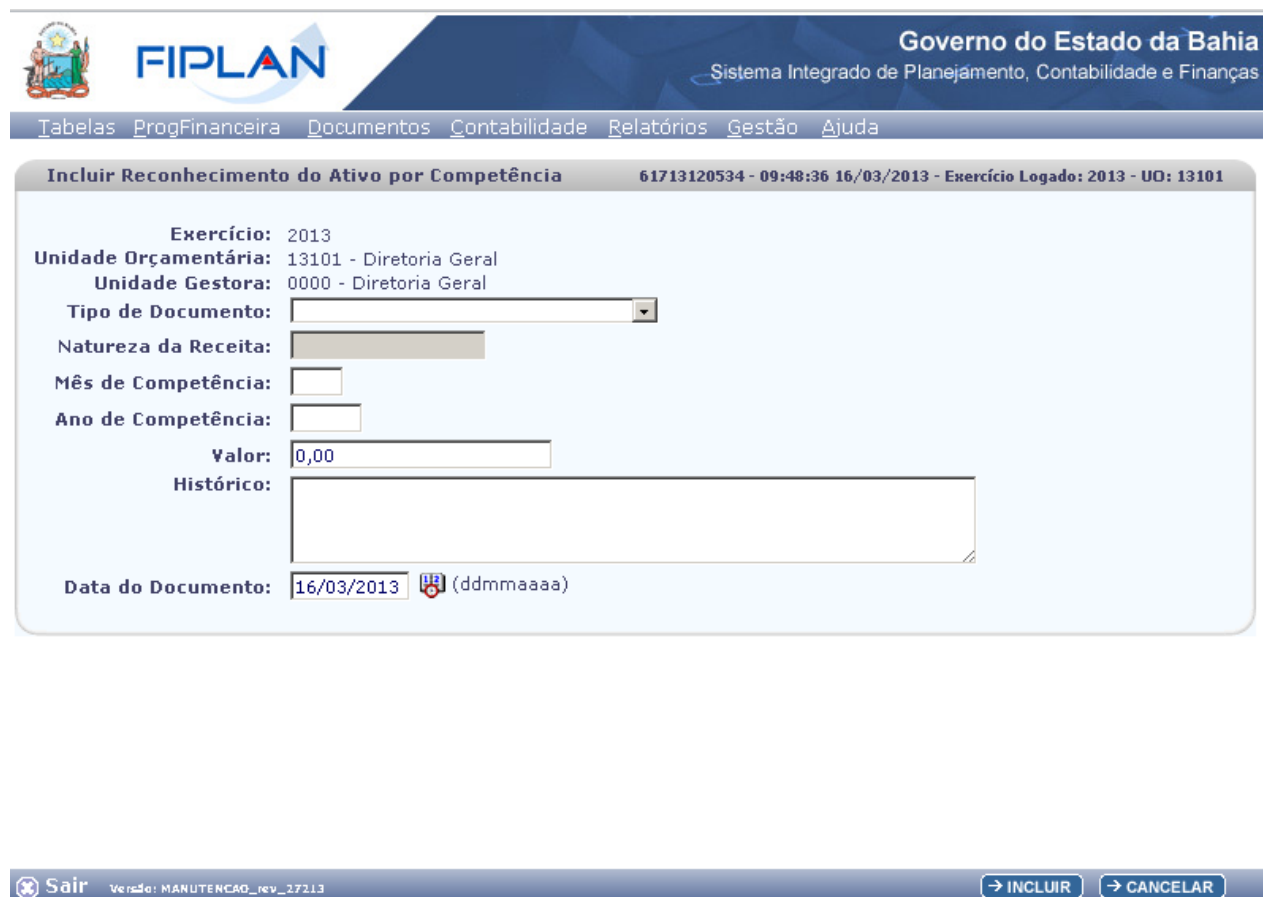 FIPLAN
Governo do Estado da Bahia
Sistema Integrado de Planejamento, Contabilidade e Finanças
Tabelas ProgFinanceira Documentos Contabilidade Relatórios Gestão Ajuda
Incluir Reconhecimento do Ativo por Competência 61713120534 - 09:48:36 16/03/2013 - Exercício Logado: 2013 - UO: 13101
Exercício: 2013
Unidade Orçamentária: 13101 - Diretoria Geral
Unidade Gestora: 0000 - Diretoria Geral
Tipo de Documento:
Natureza da Receita:
Mês de Competência:
Ano de Competência:
Valor: 0,00
Histórico:
Data do Documento: 16/03/2013 (ddmmaaaa)
Sair Versão: MANUTENCAO_rev_27213 INCLUIR CANCELAR